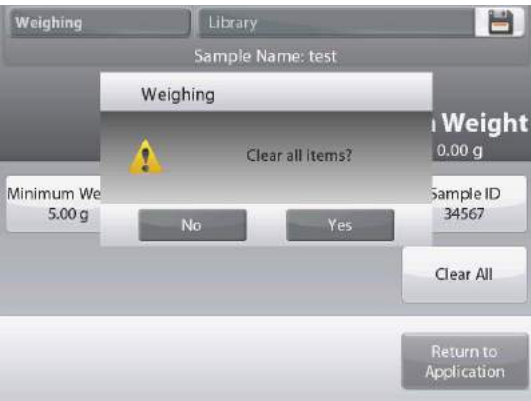 Weighing
Library
Sample Name: test
Weighing
Weight
0.00 g
Clear all items?
Minimum We
5.00 g
No
Yes
Sample ID
34567
Clear All
Return to
Application